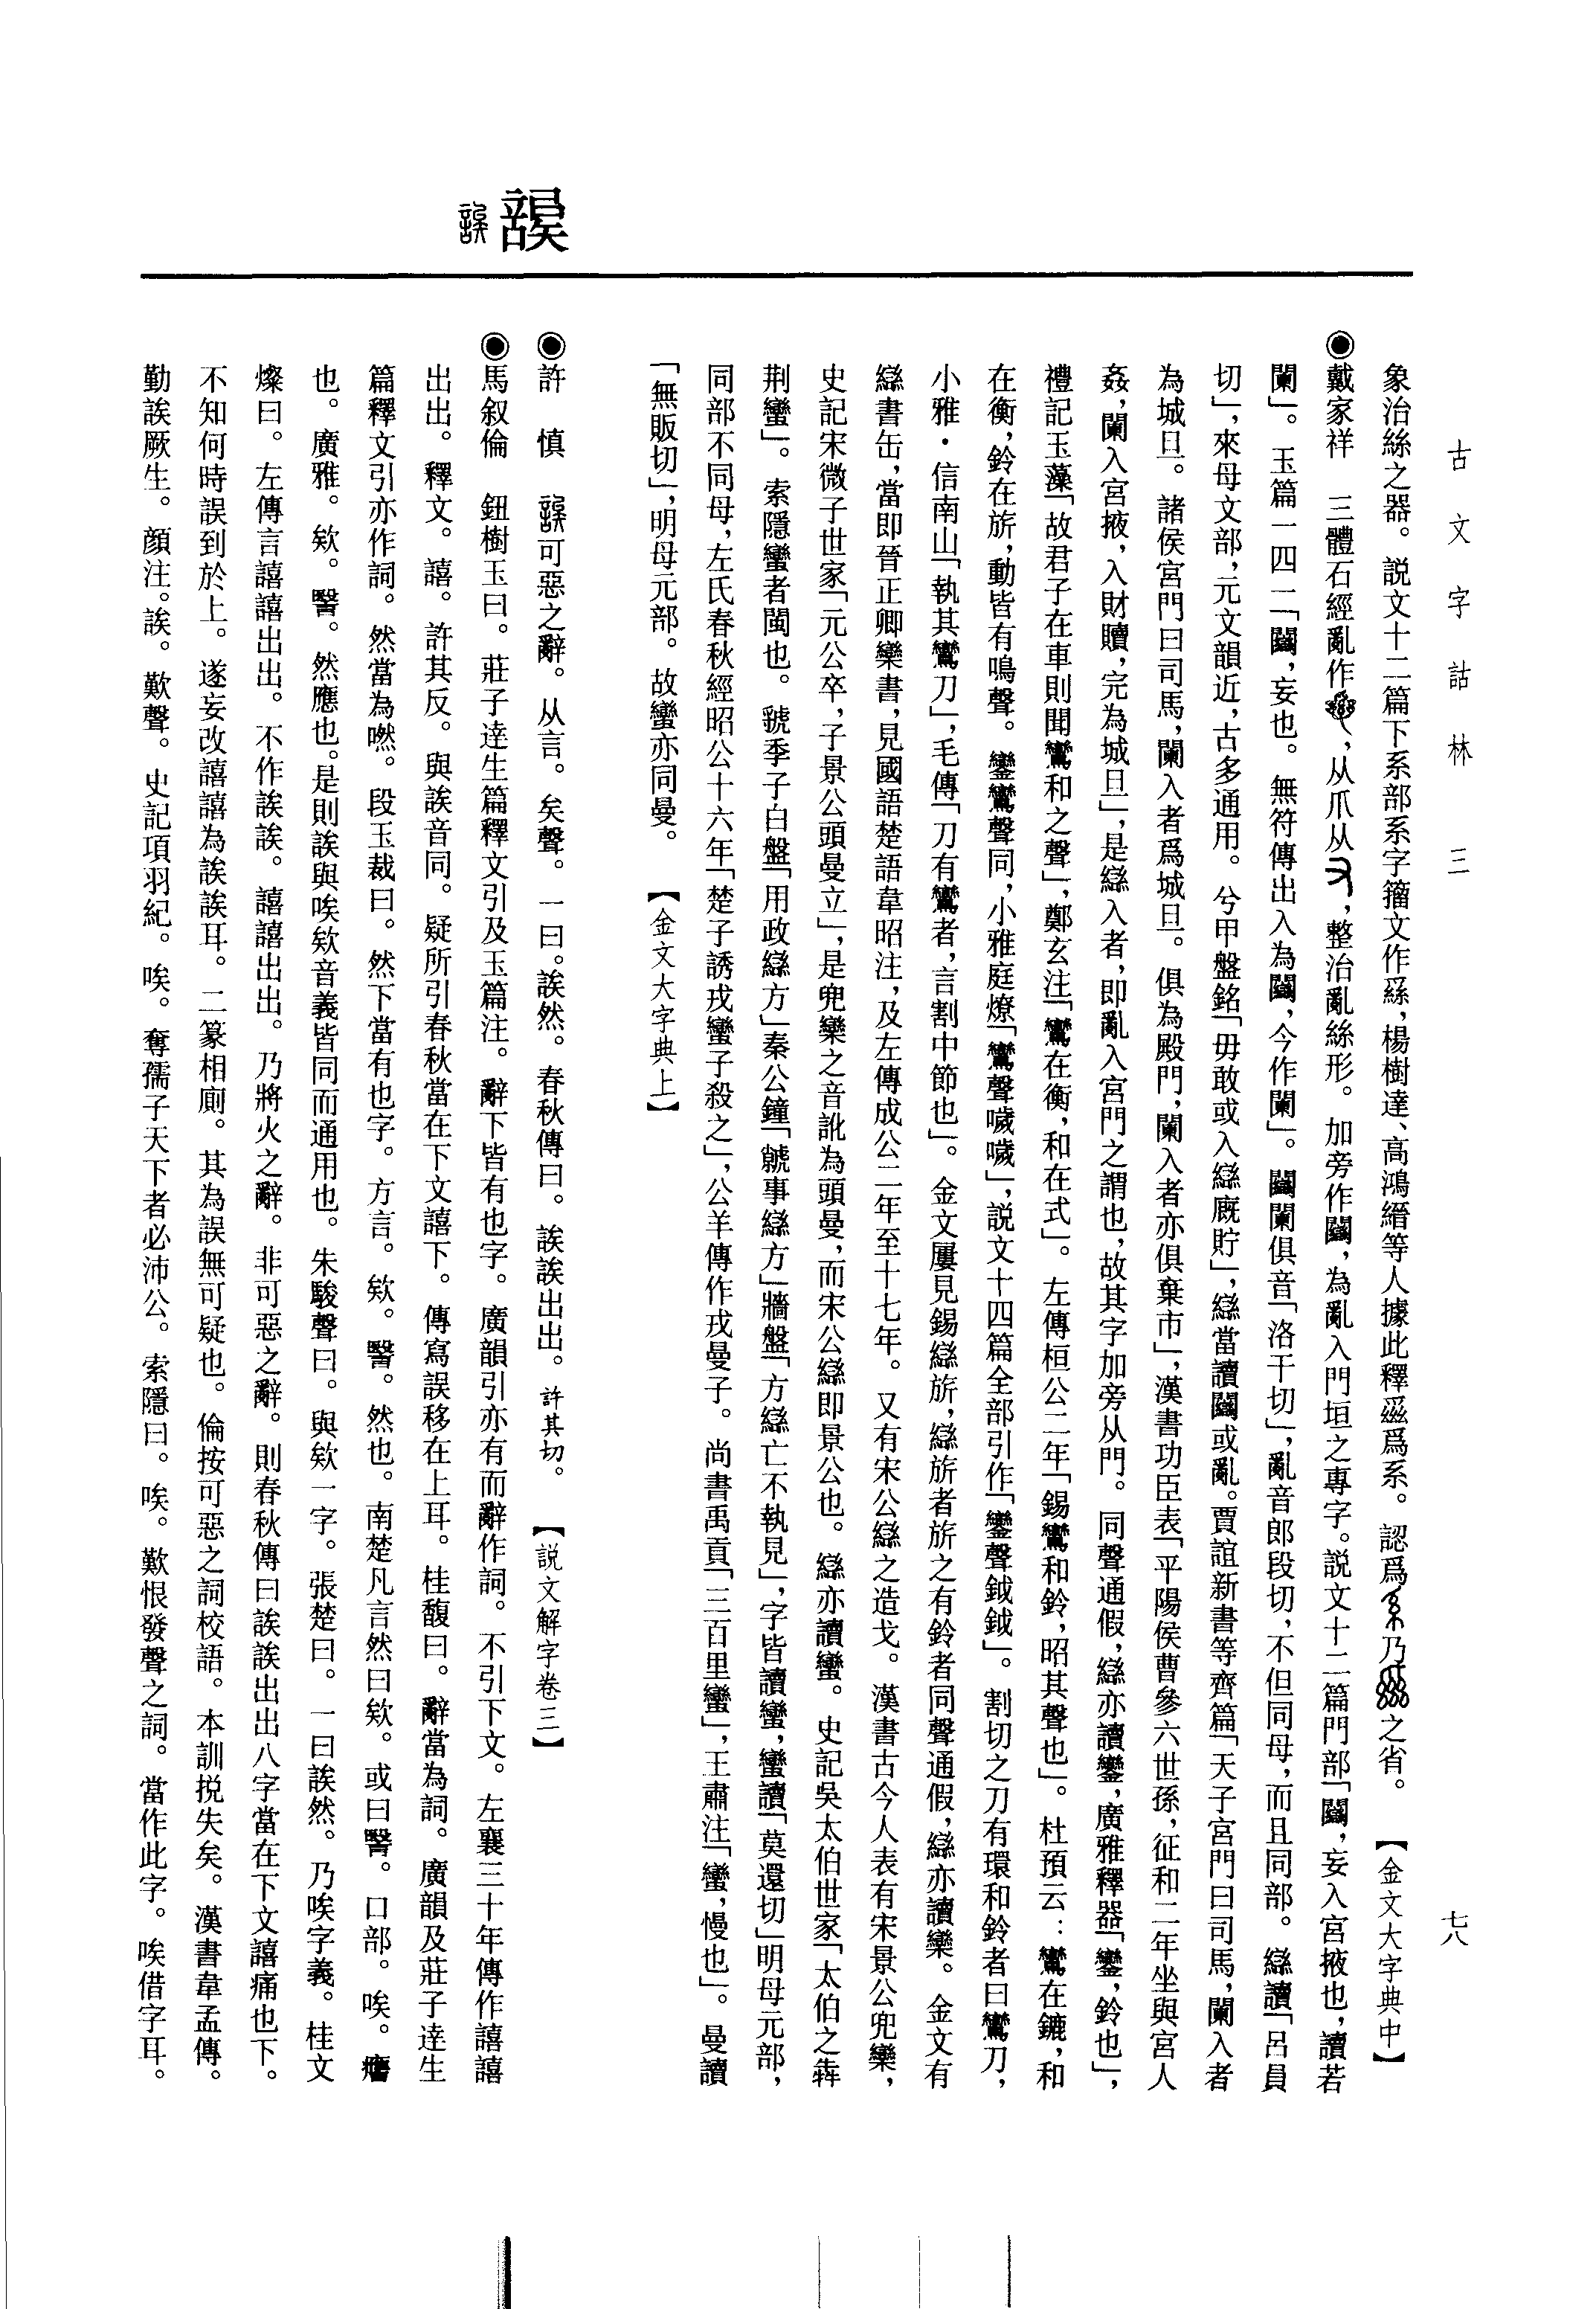 古文字詁林 三
七八
誒
象治絲之器。説文十二篇下系部系字籀文作𦃟,楊樹達、高鴻縉等人據此釋𢆶爲系。認爲乃之省。 【金文大字典中】
◉戴家祥 三體石經亂作,从爪从,整治亂絲形。加旁作𨷻,為亂入門垣之專字。説文十二篇門部「𨷻,妄入宮掖也,讀若
闌」。玉篇一四二「𨷻,妄也。無符傳出入為𨷻,今作闌」。𨷻闌俱音「洛干切」,亂音郎段切,不但同母,而且同部。䜌讀「呂員
切」,來母文部,元文韻近,古多通用。兮甲盤銘「毋敢或入䜌厩貯」,䜌當讀𨷻或亂。賈誼新書等齊篇「天子宮門曰司馬,闌入者
為城旦。諸侯宮門曰司馬,闌入者爲城旦。俱為殿門,闌入者亦俱棄市」,漢書功臣表「平陽侯曹參六世孫,征和二年坐與宮人
姦,闌入宮掖,入財贖,完為城旦」,是䜌入者,即亂入宮門之謂也,故其字加旁从門。同聲通假,䜌亦讀鑾,廣雅釋器「鑾,鈴也」,
禮記玉藻「故君子在車則聞鸞和之聲」,鄭玄注「鸞在衡,和在式」。左傳桓公二年「錫鸞和鈴,昭其聲也」。杜預云:鸞在鑣,和
在衡,鈴在旂,動皆有鳴聲。鑾鸞聲同,小雅庭燎「鸞聲噦噦」,説文十四篇全部引作「鑾聲鉞鉞」。割切之刀有環和鈴者曰鸞刀,
小雅・信南山「執其鸞刀」,毛傳「刀有鸞者,言割中節也」。金文屢見錫䜌旂,䜌旂者旂之有鈴者同聲通假,䜌亦讀欒。金文有
䜌書缶,當即晉正卿欒書,見國語楚語韋昭注,及左傳成公二年至十七年。又有宋公䜌之造戈。漢書古今人表有宋景公兜欒,
史記宋微子世家「元公卒,子景公頭曼立」,是兜欒之音訛為頭曼,而宋公䜌即景公也。䜌亦讀蠻。史記吳太伯世家「太伯之犇
荆蠻」。索隱蠻者閩也。虢季子白盤「用政䜌方」秦公鐘「虩事䜌方」牆盤「方䜌亡不執見」,字皆讀蠻,蠻讀「莫還切」明母元部,
同部不同母,左氏春秋經昭公十六年「楚子誘戎蠻子殺之」,公羊傳作戎曼子。尚書禹貢「三百里蠻」,王肅注「蠻,慢也」。曼讀
「無販切」,明母元部。故蠻亦同曼。 【金文大字典上】
◉許 慎 可惡之辭。从言。矣聲。一曰。誒然。春秋傳曰。誒誒出出。許其切。 【説文解字卷三】
◉馬叙倫 鈕樹玉曰。莊子達生篇釋文引及玉篇注。辭下皆有也字。廣韻引亦有而辭作詞。不引下文。左襄三十年傳作譆譆
出出。釋文。譆。許其反。與誒音同。疑所引春秋當在下文譆下。傳寫誤移在上耳。桂馥曰。辭當為詞。廣韻及莊子達生
篇釋文引亦作詞。然當為嘫。段玉裁曰。然下當有也字。方言。欸。譍。然也。南楚凡言然曰欸。或曰譍。口部。唉。譍
也。廣雅。欸。譍。然應也。是則誒與唉欸音義皆同而通用也。朱駿聲曰。與欸一字。張楚曰。一曰誒然。乃唉字義。桂文
燦曰。左傳言譆譆出出。不作誒誒。譆譆出出。乃將火之辭。非可惡之辭。則春秋傳曰誒誒出出八字當在下文譆痛也下。
不知何時誤到於上。遂妄改譆譆為誒誒耳。二篆相廁。其為誤無可疑也。倫按可惡之詞校語。本訓挩失矣。漢書韋孟傳。
勤誒厥生。顔注。誒。歎聲。史記項羽紀。唉。奪孺子天下者必沛公。索隱曰。唉。歎恨發聲之詞。當作此字。唉借字耳。